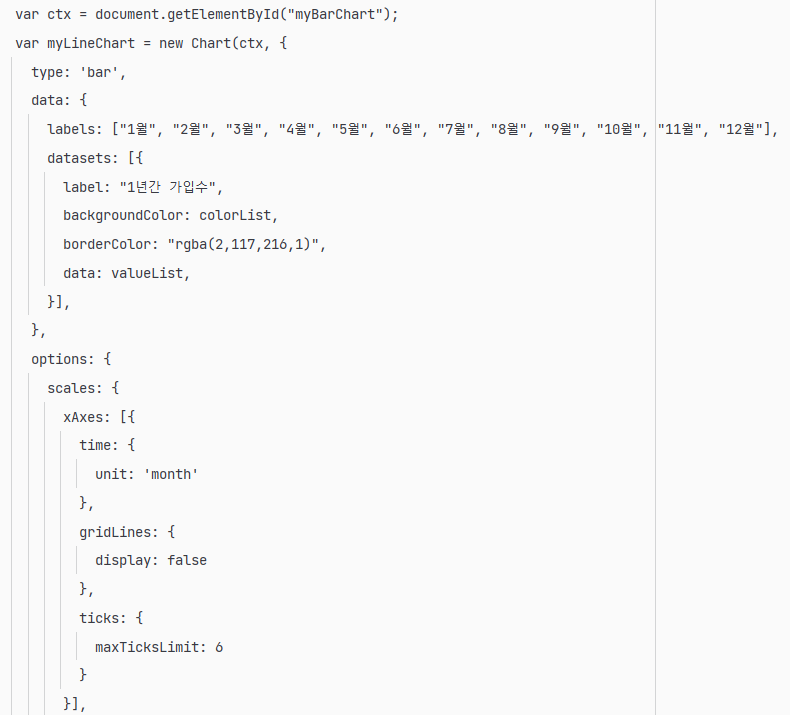 var ctx = document.getElementById("myBarChart");
var myLineChart = new Chart(ctx, {
type: 'bar',
data: {
labels: ["1월", "2월", "3월", "4월", "5월", "6월", "7월", "8월", "9월", "10월", "11월", "12월"],
datasets: [{
label: "1년간 가입수",
backgroundColor: colorList,
borderColor: "rgba(2,117,216,1)",
data: valueList,
}],
},
options: {
scales: {
xAxes: [{
time: {
unit: 'month'
},
gridLines: {
display: false
},
ticks: {
maxTicksLimit: 6
}
}],